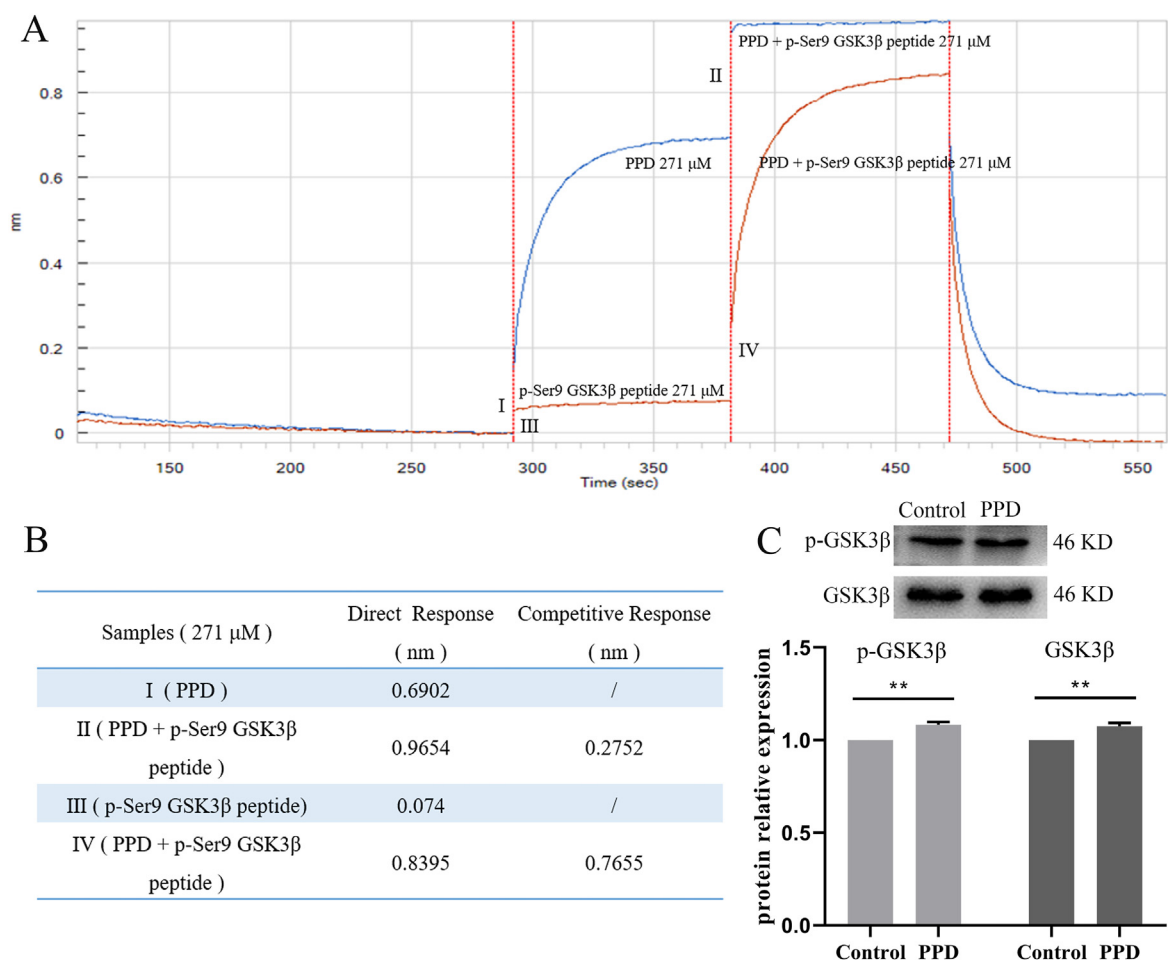 A
PPD + p-Ser9 GSK3β peptide 271 μM
II
0.8
PPD 271 μM
PPD + p-Ser9 GSK3β peptide 271 μM
0.6
nm
0.4
0.2
IV
p-Ser9 GSK3β peptide 271 μM
I
III
0
150 200 250 300 350 400 450 500 550
Time (sec)
B
Samples ( 271 μM )
Direct Response
( nm )
Competitive Response
( nm )
I ( PPD )
0.6902
/
II ( PPD + p-Ser9 GSK3β
peptide )
0.9654
0.2752
III ( p-Ser9 GSK3β peptide)
0.074
/
IV ( PPD + p-Ser9 GSK3β
peptide )
0.8395
0.7655
C
Control PPD
p-GSK3β 46 KD
GSK3β 46 KD
protein relative expression
1.5
1.0
0.5
0.0
p-GSK3β GSK3β
** **
Control PPD Control PPD